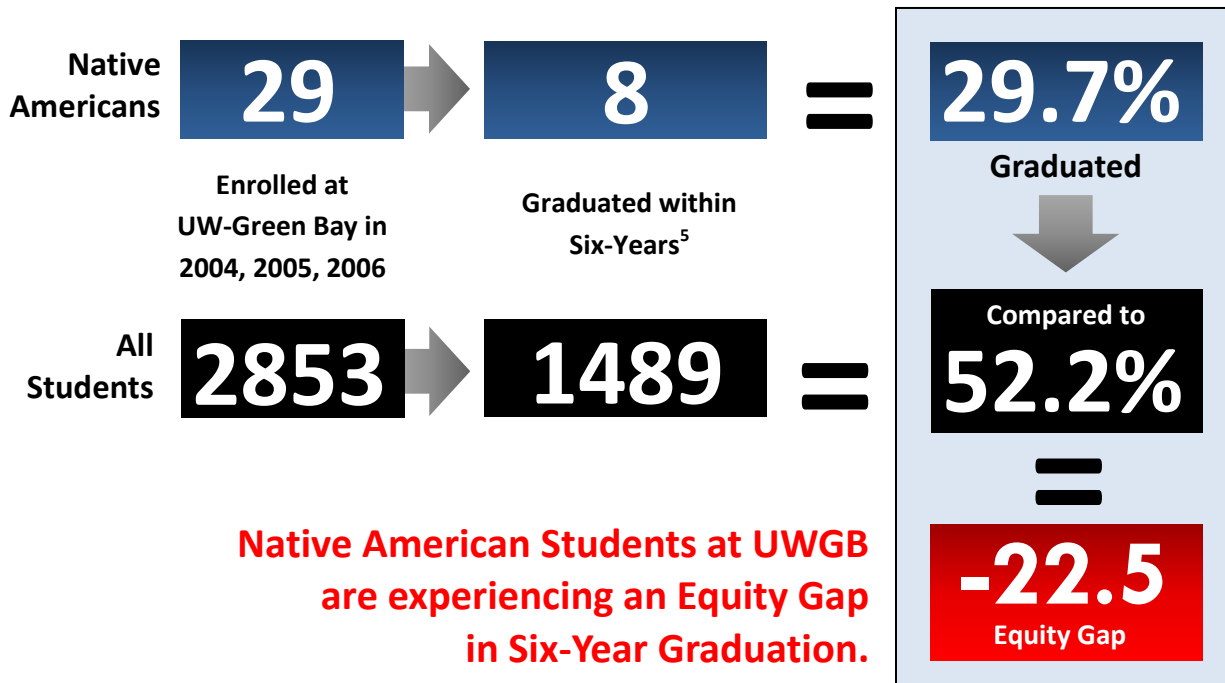 Native
Americans
29
8
=
29.7%
Graduated
Enrolled at
UW-Green Bay in
2004, 2005, 2006
Graduated within
Six-Years⁵
All
Students
2853
1489
=
Compared to
52.2%
=
-22.5
Equity Gap
Native American Students at UWGB
are experiencing an Equity Gap
in Six-Year Graduation.